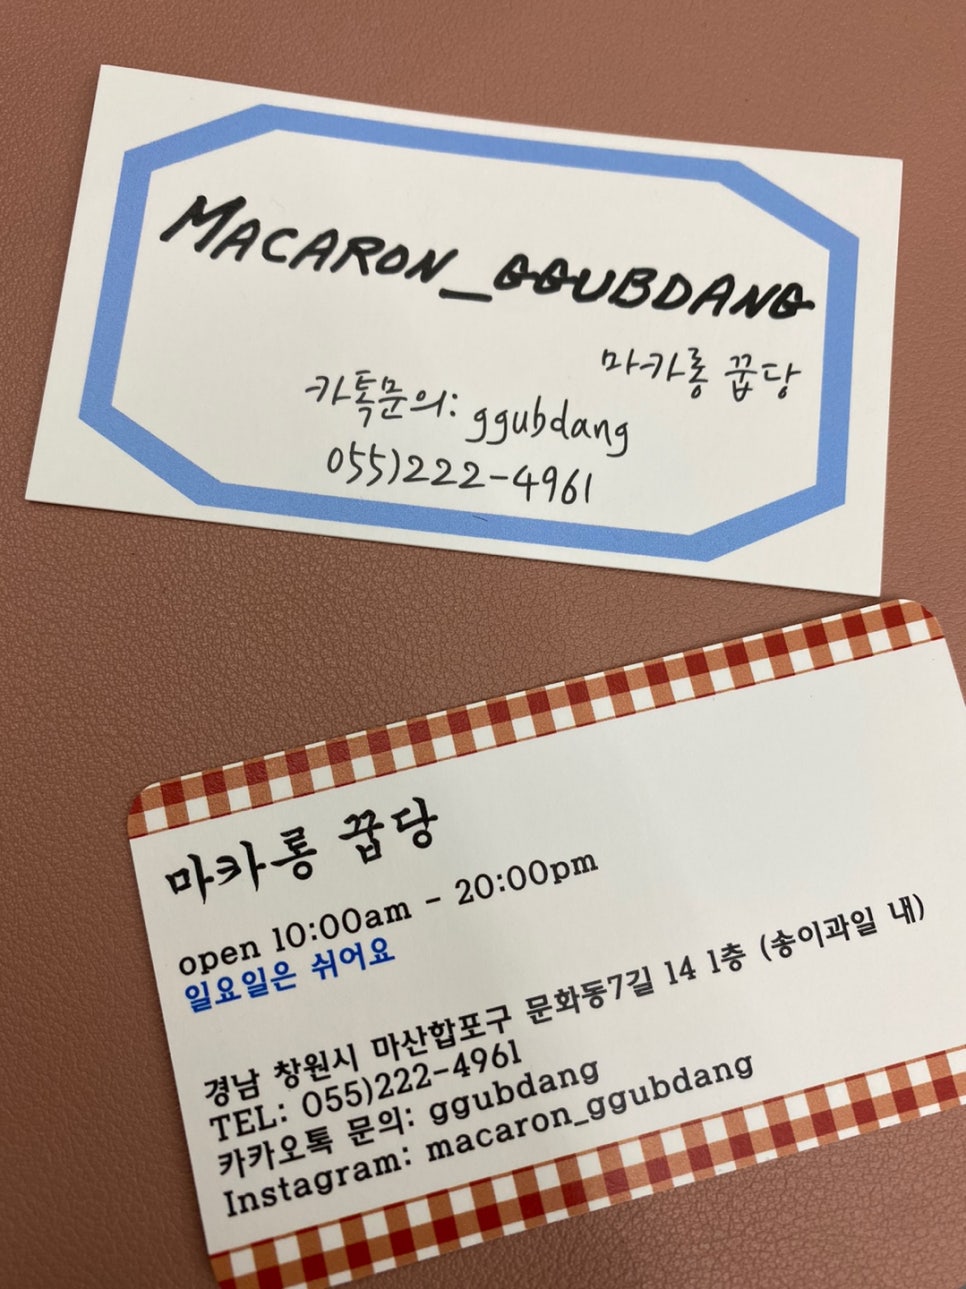 MACARON_GGUBDANG
마카롱 꿉당
카톡문의: ggubdang
055)222-4961
마카롱 꿉당
open 10:00am - 20:00pm
일요일은 쉬어요
경남 창원시 마산합포구 문화동7길 14 1층 (송이과일 내)
TEL: 055)222-4961
카카오톡 문의: ggubdang
Instagram: macaron_ggubdang